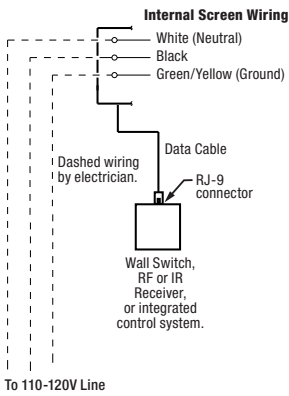 Internal Screen Wiring
White (Neutral)
Black
Green/Yellow (Ground)
Data Cable
Dashed wiring
by electrician.
RJ-9
connector
Wall Switch,
RF or IR
Receiver,
or integrated
control system.
To 110-120V Line